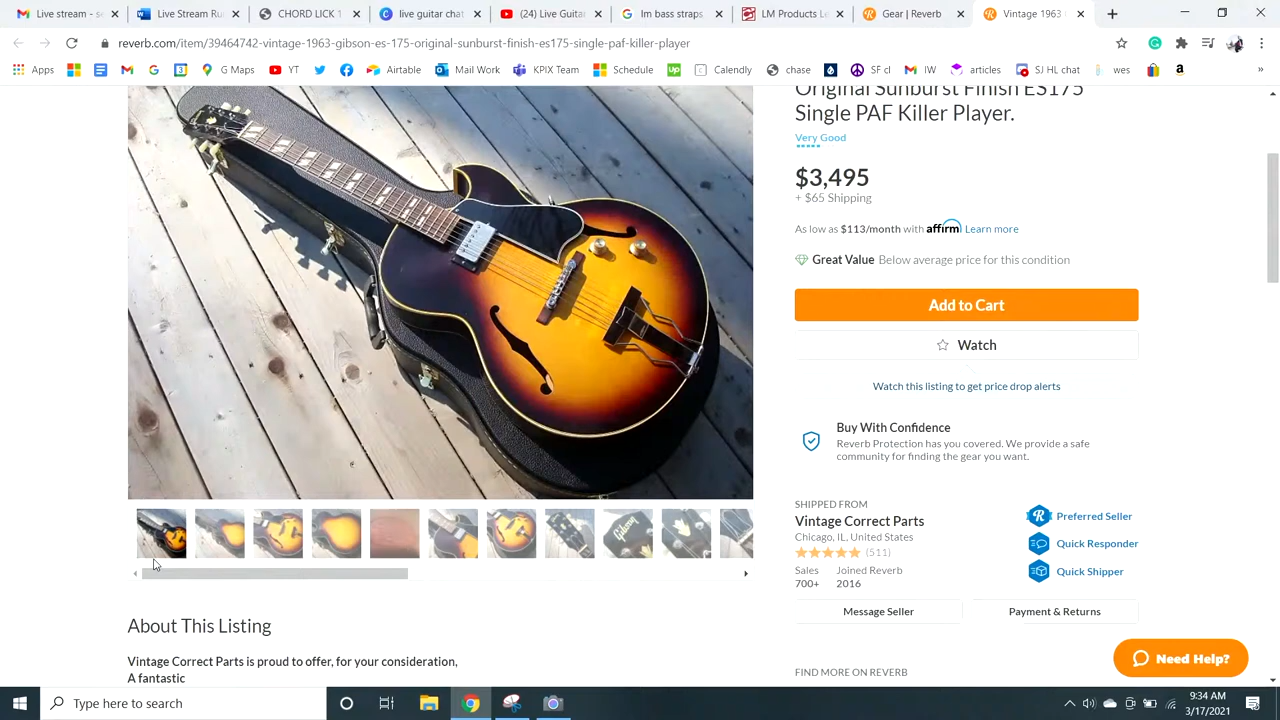 Live stream - se
Live Stream Ru
CHORD LICK 1
live guitar chat
(24) Live Guita
lm bass straps
LM Products Le
Gear | Reverb
Vintage 1963
reverb.com/item/39464742-vintage-1963-gibson-es-175-original-sunburst-finish-es175-single-paf-killer-player
Apps
G Maps
YT
Airtable
Mail Work
KPIX Team
Schedule
up
Calendly
chase
SF cl
IW
articles
SJ HL chat
wes
Original Sunburst Finish ES175
Single PAF Killer Player.
Very Good
$3,495
+ $65 Shipping
As low as $113/month with affirm Learn more
Great Value Below average price for this condition
Add to Cart
Watch
Watch this listing to get price drop alerts
Buy With Confidence
Reverb Protection has you covered. We provide a safe
community for finding the gear you want.
SHIPPED FROM
Vintage Correct Parts
Chicago, IL, United States
(511)
Sales
700+
Joined Reverb
2016
Preferred Seller
Quick Responder
Quick Shipper
Message Seller
Payment & Returns
FIND MORE ON REVERB
Gibson
About This Listing
Vintage Correct Parts is proud to offer, for your consideration,
A fantastic
Need Help?
Type here to search
9:34 AM
3/17/2021